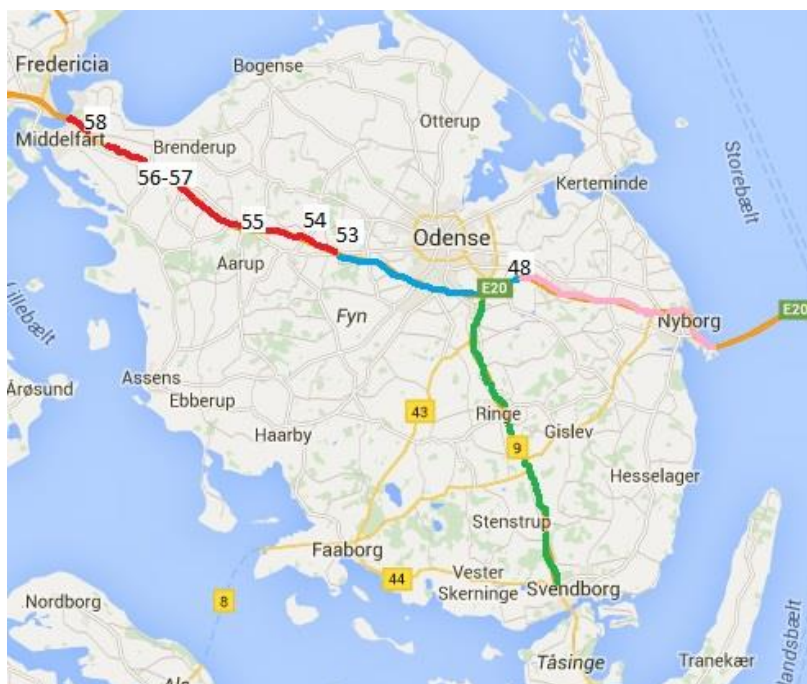 Fredericia
Bogense
58
Middelfart
Otterup
Brenderup
Storebælt
56-57
Kerteminde
55
54
53
Odense
Aarup
48
E20
E20
Fyn
Nyborg
Lillebælt
Årøsund
Assens
Ebberup
43
Ringe
Haarby
Gislev
9
Hesselager
Stenstrup
Faaborg
44
Vester
Skerninge
Svendborg
8
Nordborg
Als
Tåsinge
Tranekær
andsbælt